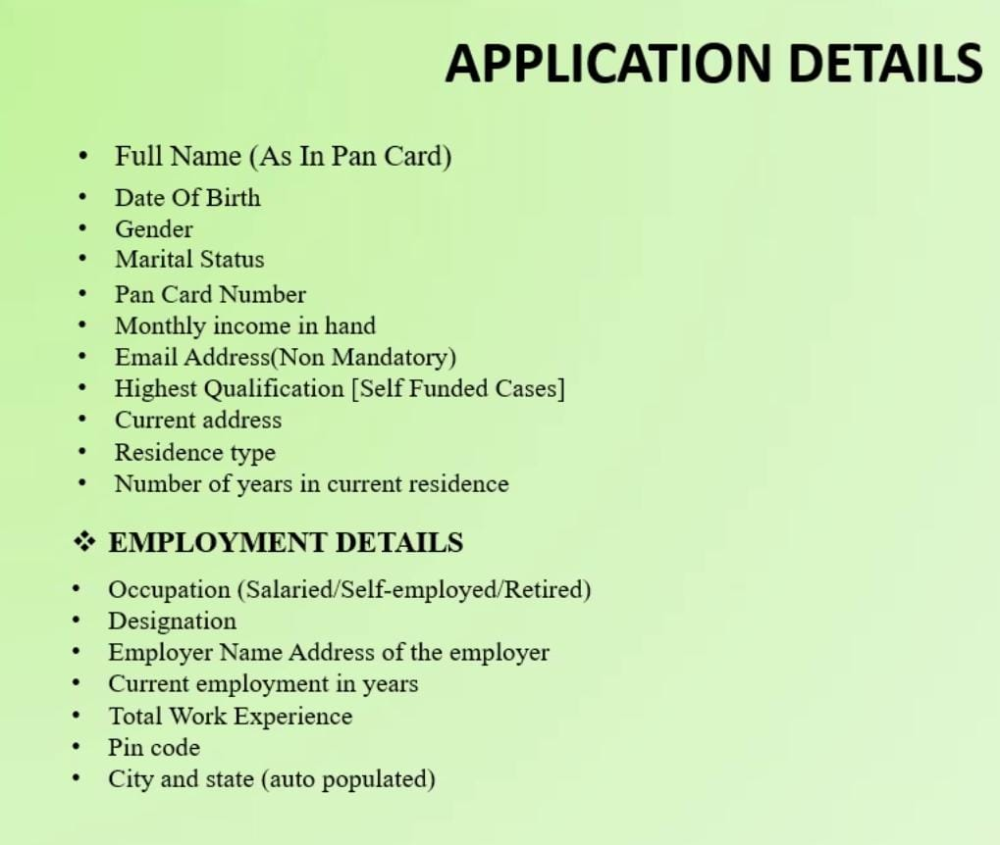 APPLICATION DETAILS
• Full Name (As In Pan Card)
• Date Of Birth
• Gender
• Marital Status
• Pan Card Number
• Monthly income in hand
• Email Address(Non Mandatory)
• Highest Qualification [Self Funded Cases]
• Current address
• Residence type
• Number of years in current residence
❖ EMPLOYMENT DETAILS
• Occupation (Salaried/Self-employed/Retired)
• Designation
• Employer Name Address of the employer
• Current employment in years
• Total Work Experience
• Pin code
• City and state (auto populated)